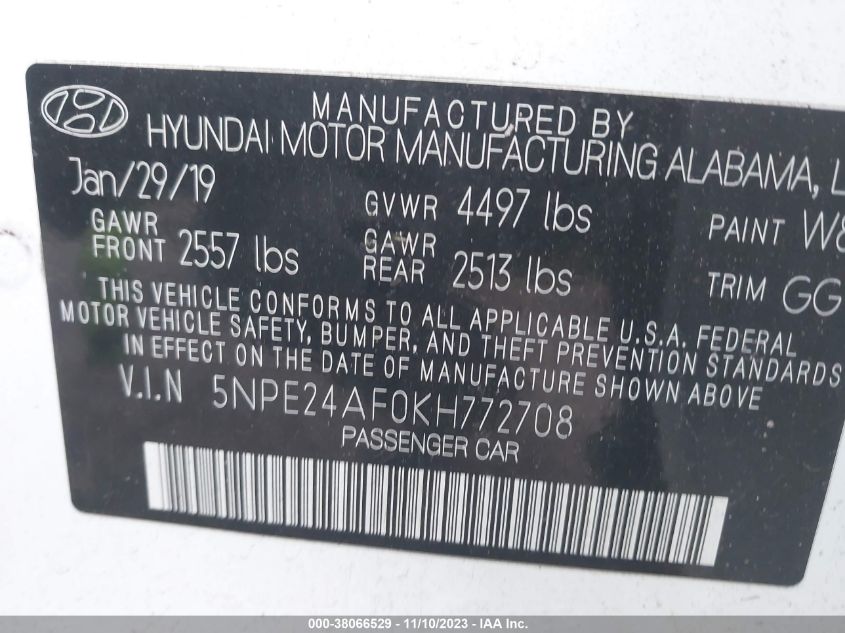 MANUFACTURED BY
HYUNDAI MOTOR MANUFACTURING ALABAMA,
Jan/29/19 GVWR 4497 lbs PAINT
GAWR FRONT 2557 lbs GAWR REAR 2513 lbs TRIM GG
THIS VEHICLE CONFORMS TO ALL APPLICABLE U.S.A. FEDERAL
MOTOR VEHICLE SAFETY, BUMPER, AND THEFT PREVENTION STANDARDS
IN EFFECT ON THE DATE OF MANUFACTURE SHOWN ABOVE
V.I.N 5NPE24AF0KH772708
PASSENGER CAR
000-38066529 - 11/10/2023 - IAA Inc.